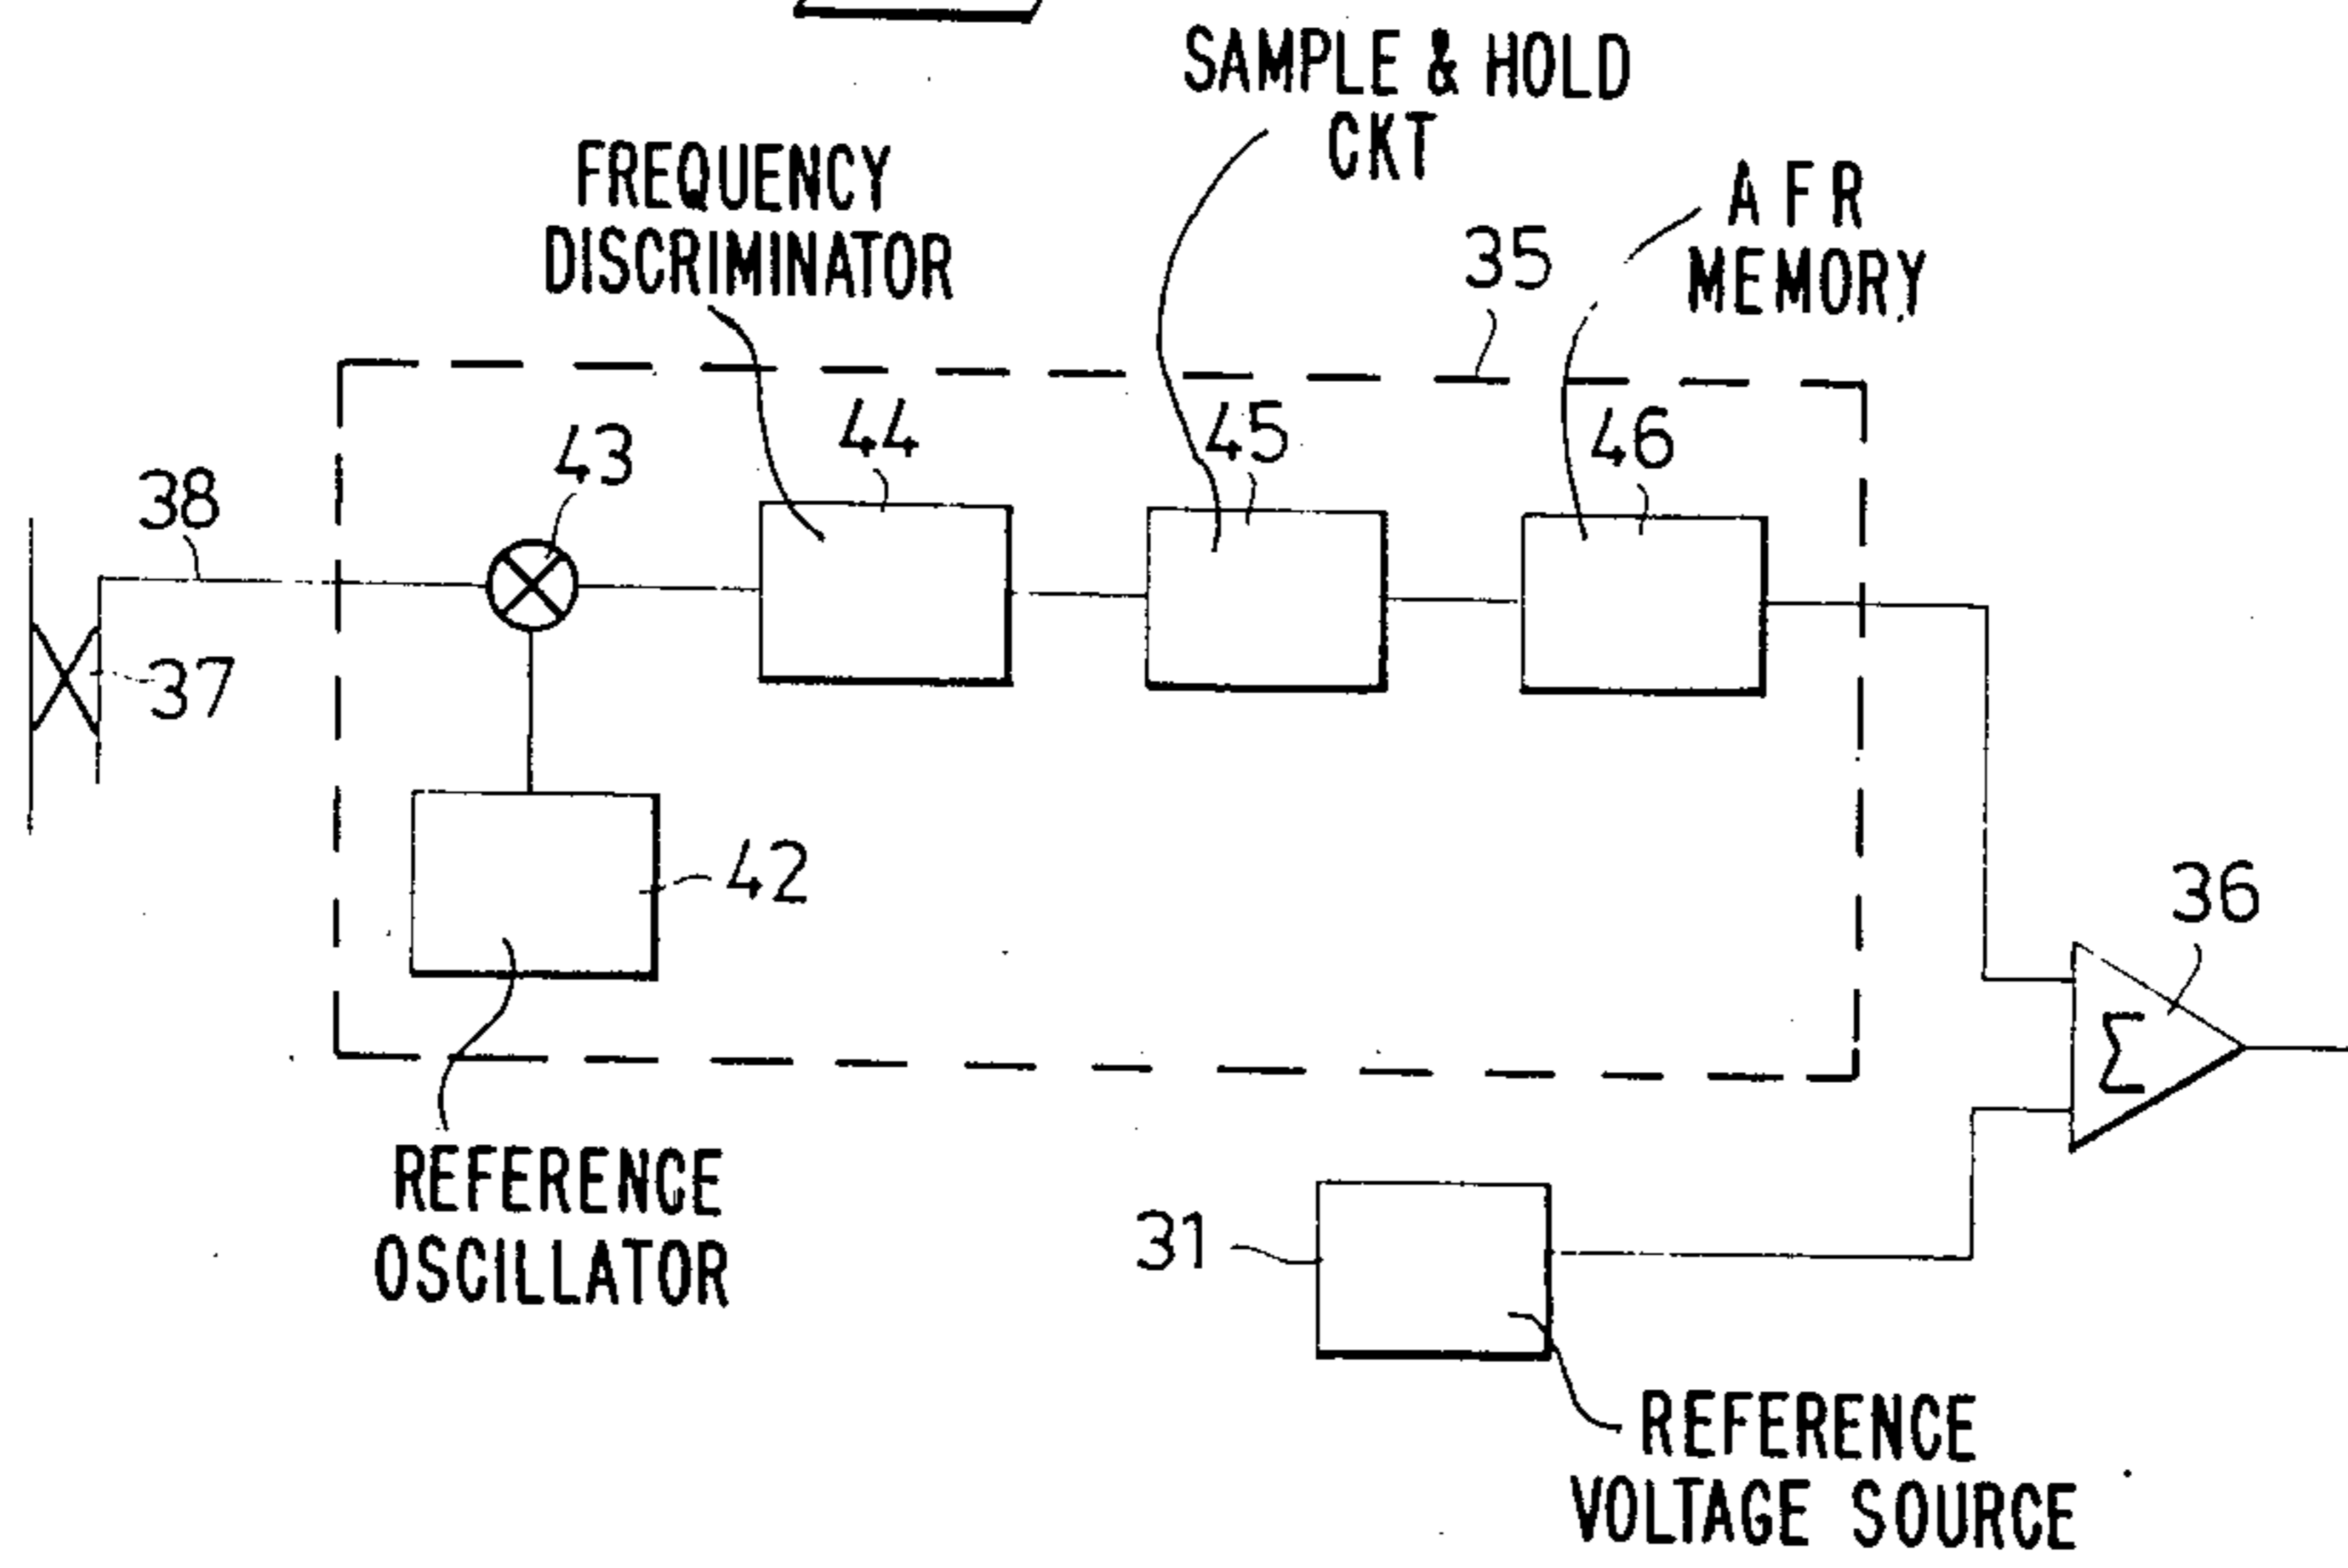 SAMPLE & HOLD
CKT
FREQUENCY
DISCRIMINATOR
A F R
MEMORY
35
43
44
45
46
38
37
42
36
Σ
REFERENCE
OSCILLATOR
31
REFERENCE
VOLTAGE SOURCE